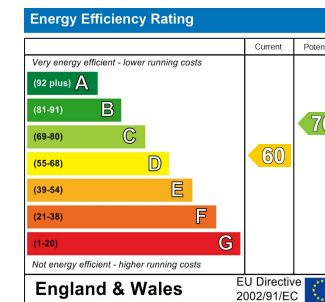 Energy Efficiency Rating
Current
Very energy efficient - lower running costs
(92 plus) A
(81-91) B
(69-80) C
(55-68) D
60
(39-54) E
(21-38) F
(1-20) G
Not energy efficient - higher running costs
England & Wales
EU Directive
2002/91/EC